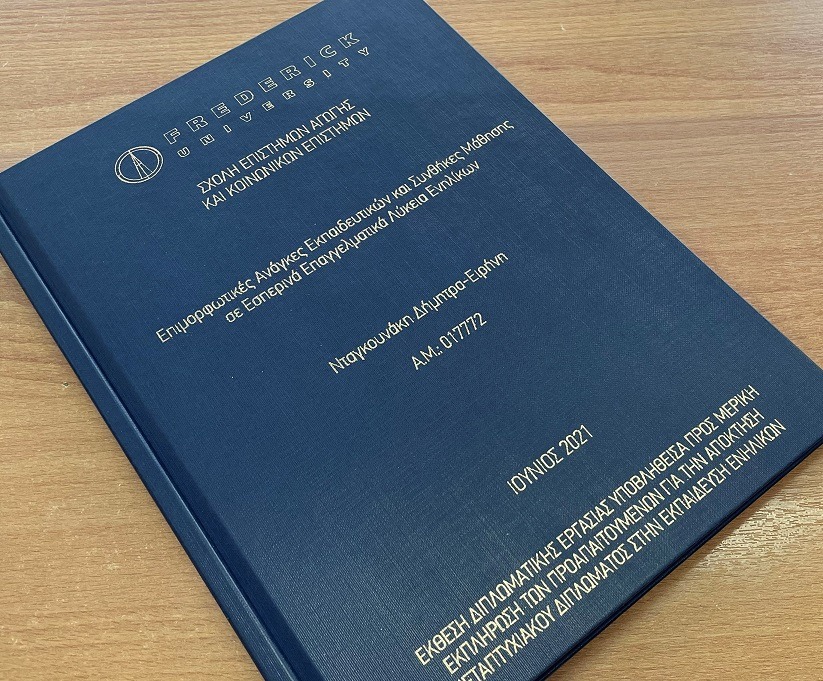 FREDERICK
UNIVERSITY
ΣΧΟΛΗ ΕΠΙΣΤΗΜΩΝ ΑΓΩΓΗΣ
ΚΑΙ ΚΟΙΝΩΝΙΚΩΝ ΕΠΙΣΤΗΜΩΝ
Επιμορφωτικές Ανάγκες Εκπαιδευτικών και Συνθήκες Μάθησης
σε Εσπερινά Επαγγελματικά Λύκεια Ενηλίκων
Νταγκουνάκη Δήμητρα-Ειρήνη
Α.Μ.: 017772
ΙΟΥΝΙΟΣ 2021
ΕΚΘΕΣΗ ΔΙΠΛΩΜΑΤΙΚΗΣ ΕΡΓΑΣΙΑΣ ΥΠΟΒΛΗΘΕΙΣΑ ΠΡΟΣ ΜΕΡΙΚΗ
ΕΚΠΛΗΡΩΣΗ ΤΩΝ ΠΡΟΑΠΑΙΤΟΥΜΕΝΩΝ ΓΙΑ ΤΗΝ ΑΠΟΚΤΗΣΗ
ΜΕΤΑΠΤΥΧΙΑΚΟΥ ΔΙΠΛΩΜΑΤΟΣ ΣΤΗΝ ΕΚΠΑΙΔΕΥΣΗ ΕΝΗΛΙΚΩΝ